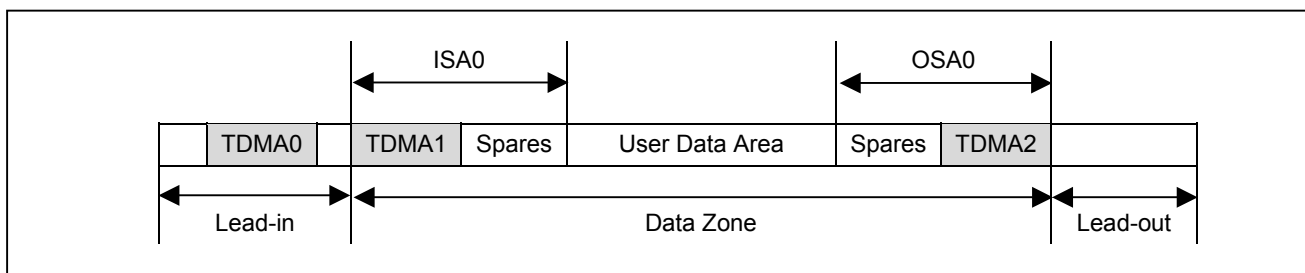 ISA0 OSA0
TDMA0 TDMA1 Spares User Data Area Spares TDMA2
Lead-in Data Zone Lead-out